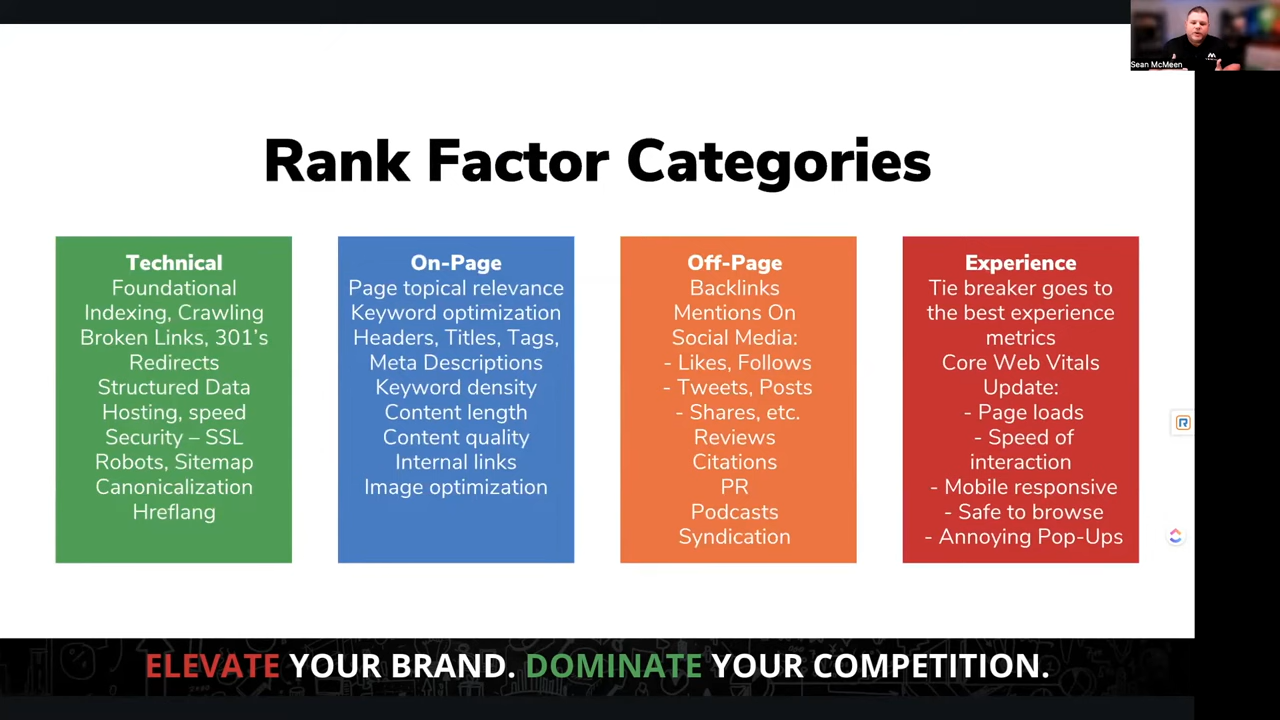 Sean McMeen
Rank Factor Categories
Technical
Foundational
Indexing, Crawling
Broken Links, 301's
Redirects
Structured Data
Hosting, speed
Security – SSL
Robots, Sitemap
Canonicalization
Hreflang
On-Page
Page topical relevance
Keyword optimization
Headers, Titles, Tags,
Meta Descriptions
Keyword density
Content length
Content quality
Internal links
Image optimization
Off-Page
Backlinks
Mentions On
Social Media:
- Likes, Follows
- Tweets, Posts
- Shares, etc.
Reviews
Citations
PR
Podcasts
Syndication
Experience
Tie breaker goes to
the best experience
metrics
Core Web Vitals
Update:
- Page loads
- Speed of
interaction
- Mobile responsive
- Safe to browse
- Annoying Pop-Ups
R
ELEVATE YOUR BRAND. DOMINATE YOUR COMPETITION.